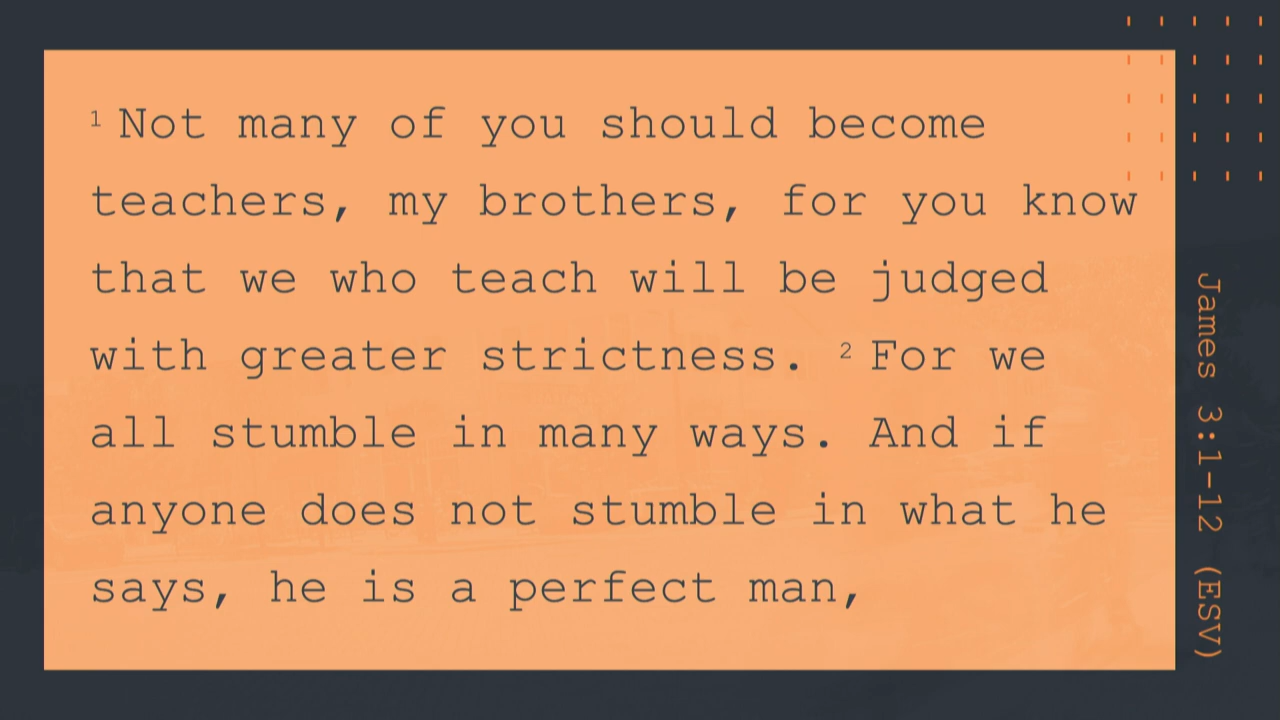 1 Not many of you should become
teachers, my brothers, for you know
that we who teach will be judged
with greater strictness. 2 For we
all stumble in many ways. And if
anyone does not stumble in what he
says, he is a perfect man,
James 3:1-12 (ESV)